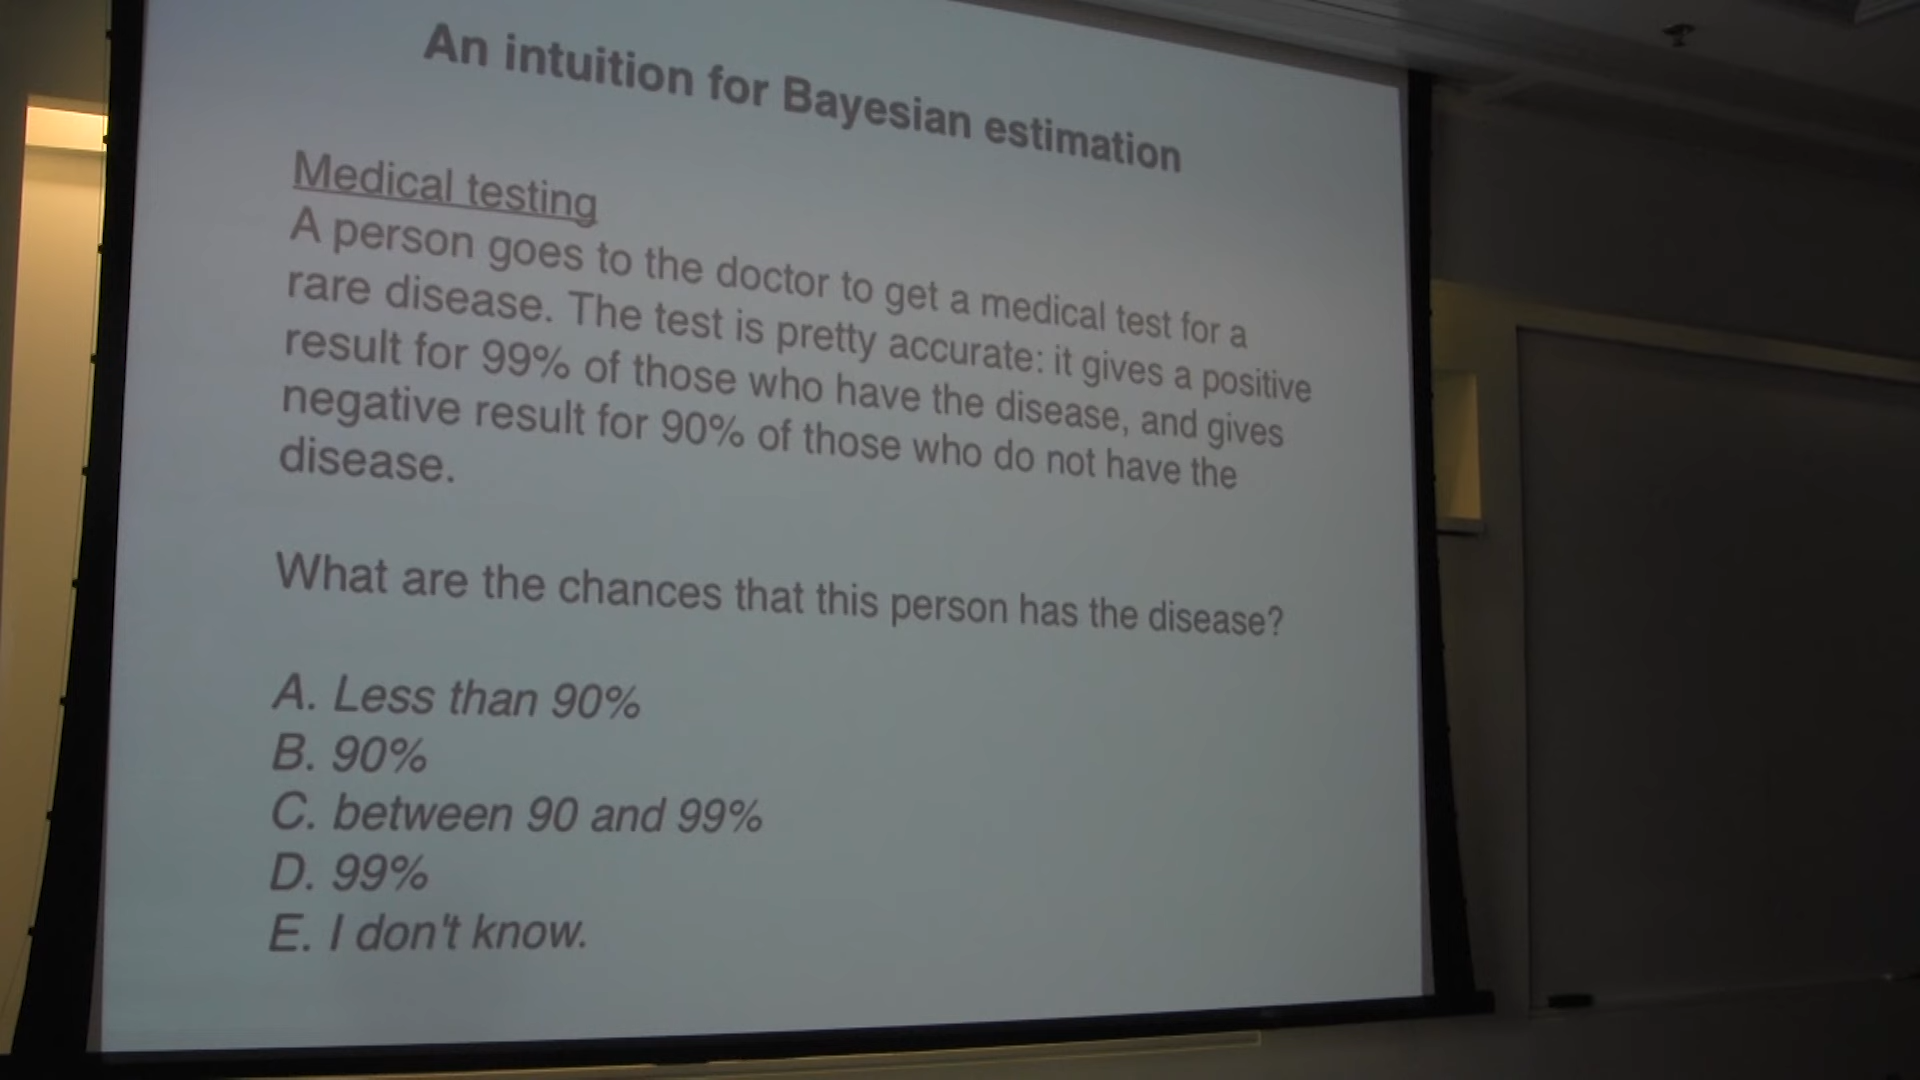 An intuition for Bayesian estimation
Medical testing
A person goes to the doctor to get a medical test for a
rare disease. The test is pretty accurate: it gives a positive
result for 99% of those who have the disease, and gives
negative result for 90% of those who do not have the
disease.
What are the chances that this person has the disease?
A. Less than 90%
B. 90%
C. between 90 and 99%
D. 99%
E. I don't know.